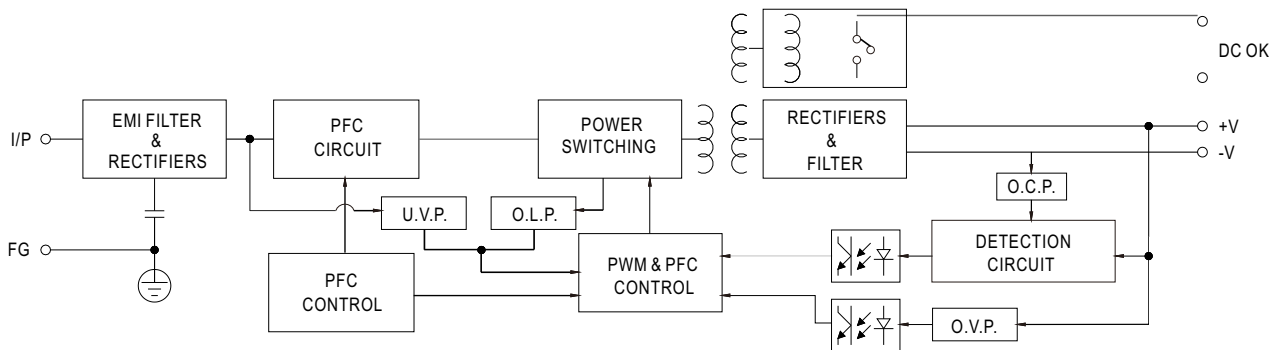 DC OK
I/P
EMI FILTER
&
RECTIFIERS
PFC
CIRCUIT
POWER
SWITCHING
RECTIFIERS
&
FILTER
+V
-V
U.V.P.
O.L.P.
O.C.P.
FG
PFC
CONTROL
PWM & PFC
CONTROL
DETECTION
CIRCUIT
O.V.P.